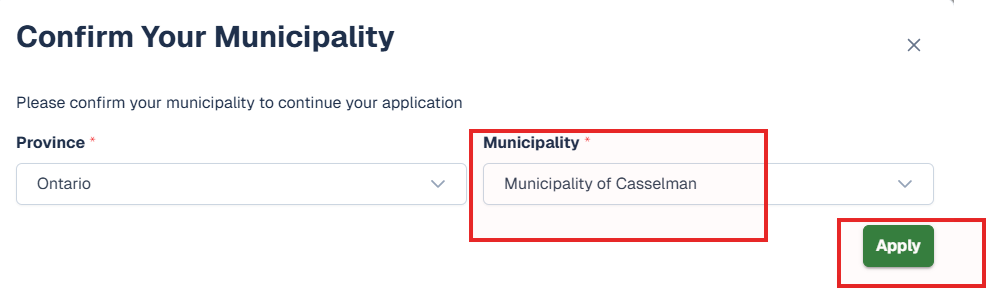 Confirm Your Municipality
Please confirm your municipality to continue your application
Province *
Municipality *
Ontario
Municipality of Casselman
Apply